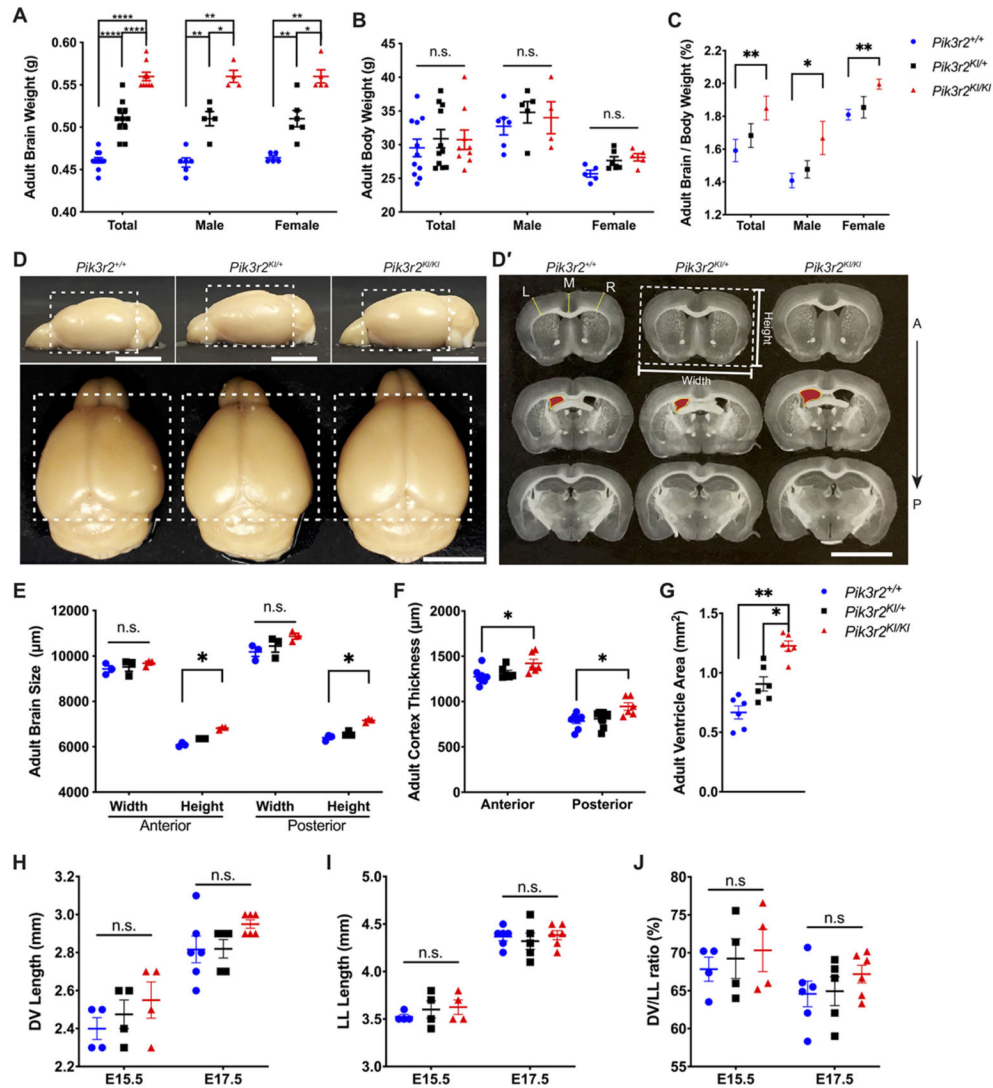 A
Adult Brain Weight (g)
0.60
0.55
0.50
0.45
0.40
**** ** **
**** **** ** * ** *
Total Male Female
B
Adult Body Weight (g)
45
40
35
30
25
20
n.s. n.s.
n.s.
Total Male Female
C
Adult Brain / Body Weight (%)
2.2
2.0
1.8
1.6
1.4
1.2
** * **
Total Male Female
Pik3r2+/+
Pik3r2KI/+
Pik3r2KI/KI
D
Pik3r2+/+ Pik3r2KI/+ Pik3r2KI/KI
D′
Pik3r2+/+ Pik3r2KI/+ Pik3r2KI/KI
L M R
Height
Width
A
P
E
Adult Brain Size (μm)
12000
10000
8000
6000
4000
n.s. n.s.
* *
Width Height Width Height
Anterior Posterior
F
Adult Cortex Thickness (μm)
2000
1500
1000
500
0
*
*
Anterior Posterior
G
Adult Ventricle Area (mm2)
1.5
1.0
0.5
0.0
**
*
Pik3r2+/+
Pik3r2KI/+
Pik3r2KI/KI
H
DV Length (mm)
3.2
3.0
2.8
2.6
2.4
2.2
n.s.
n.s.
E15.5 E17.5
I
LL Length (mm)
5.0
4.5
4.0
3.5
3.0
n.s.
n.s.
E15.5 E17.5
J
DV/LL ratio (%)
80
75
70
65
60
55
n.s
n.s
E15.5 E17.5